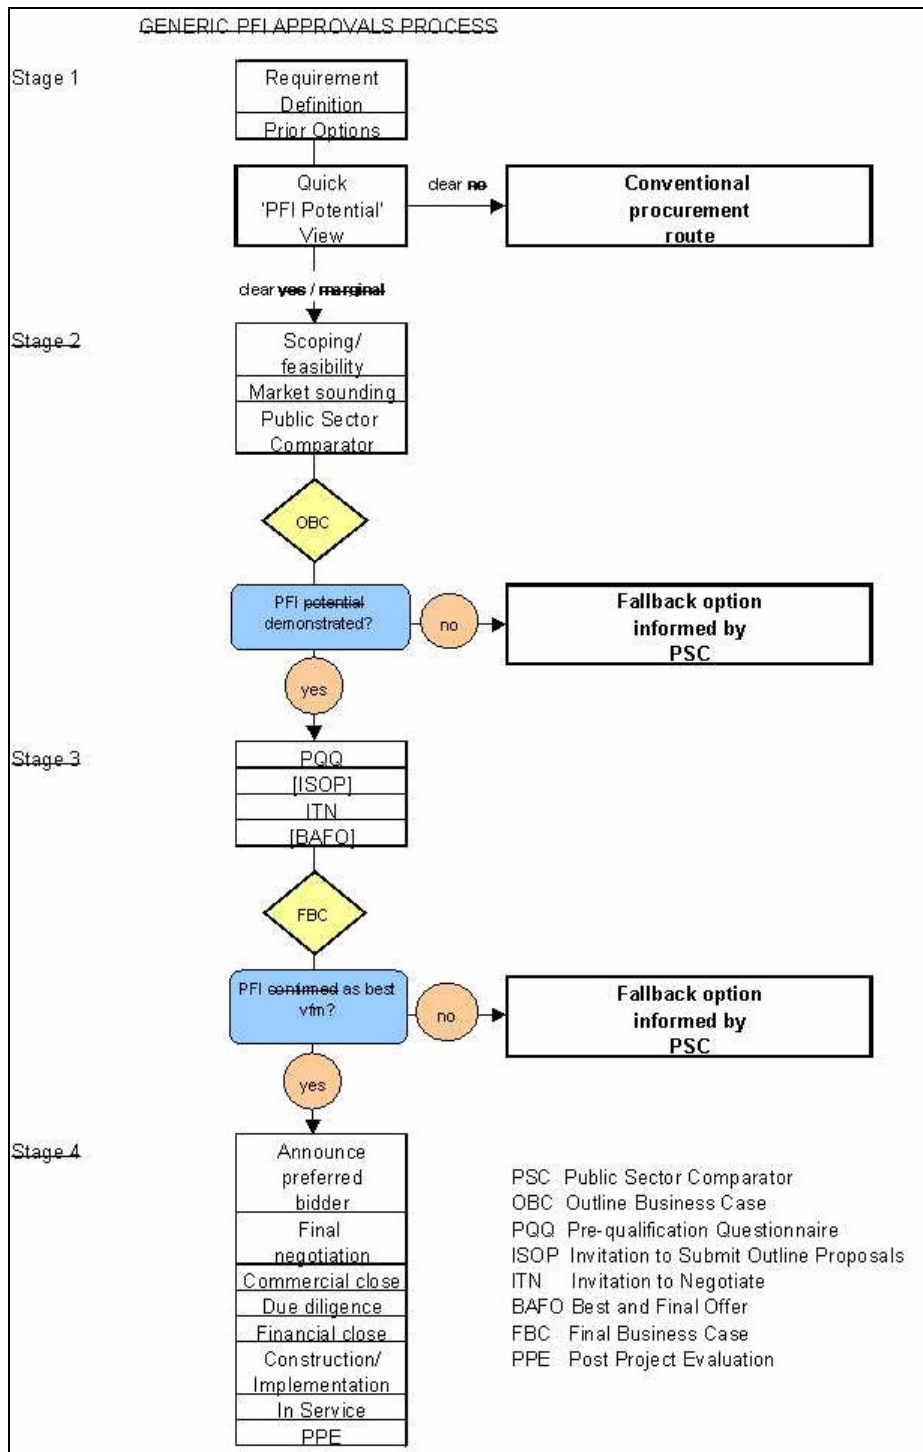 GENERIC PFI APPROVALS PROCESS
Stage 1
Requirement
Definition
Prior Options
Quick
'PFI Potential'
View
clear no
Conventional
procurement
route
clear yes / marginal
Stage 2
Scoping/
feasibility
Market sounding
Public Sector
Comparator
OBC
PFI potential
demonstrated?
no
Fallback option
informed by
PSC
yes
Stage 3
PQQ
[ISOP]
ITN
[BAFO]
FBC
PFI confirmed as best
vfm?
no
Fallback option
informed by
PSC
yes
Stage 4
Announce
preferred
bidder
Final
negotiation
Commercial close
Due diligence
Financial close
Construction/
Implementation
In Service
PPE
PSC Public Sector Comparator
OBC Outline Business Case
PQQ Pre-qualification Questionnaire
ISOP Invitation to Submit Outline Proposals
ITN Invitation to Negotiate
BAFO Best and Final Offer
FBC Final Business Case
PPE Post Project Evaluation